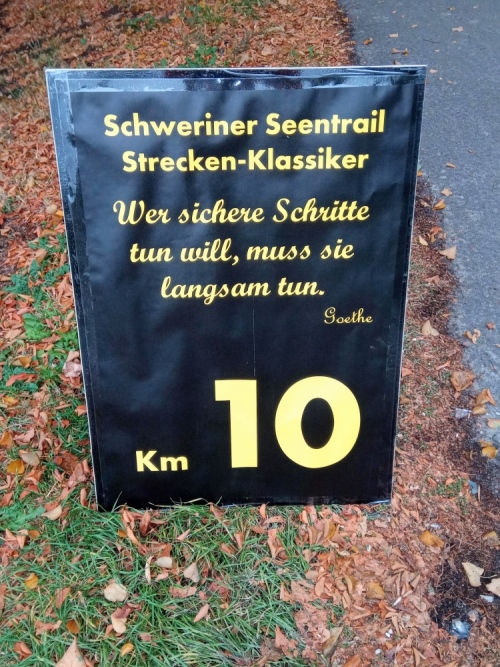 Schweriner Seentrail
Strecken-Klassiker
Wer sichere Schritte
tun will, muss sie
langsam tun.
Goethe
Km 10